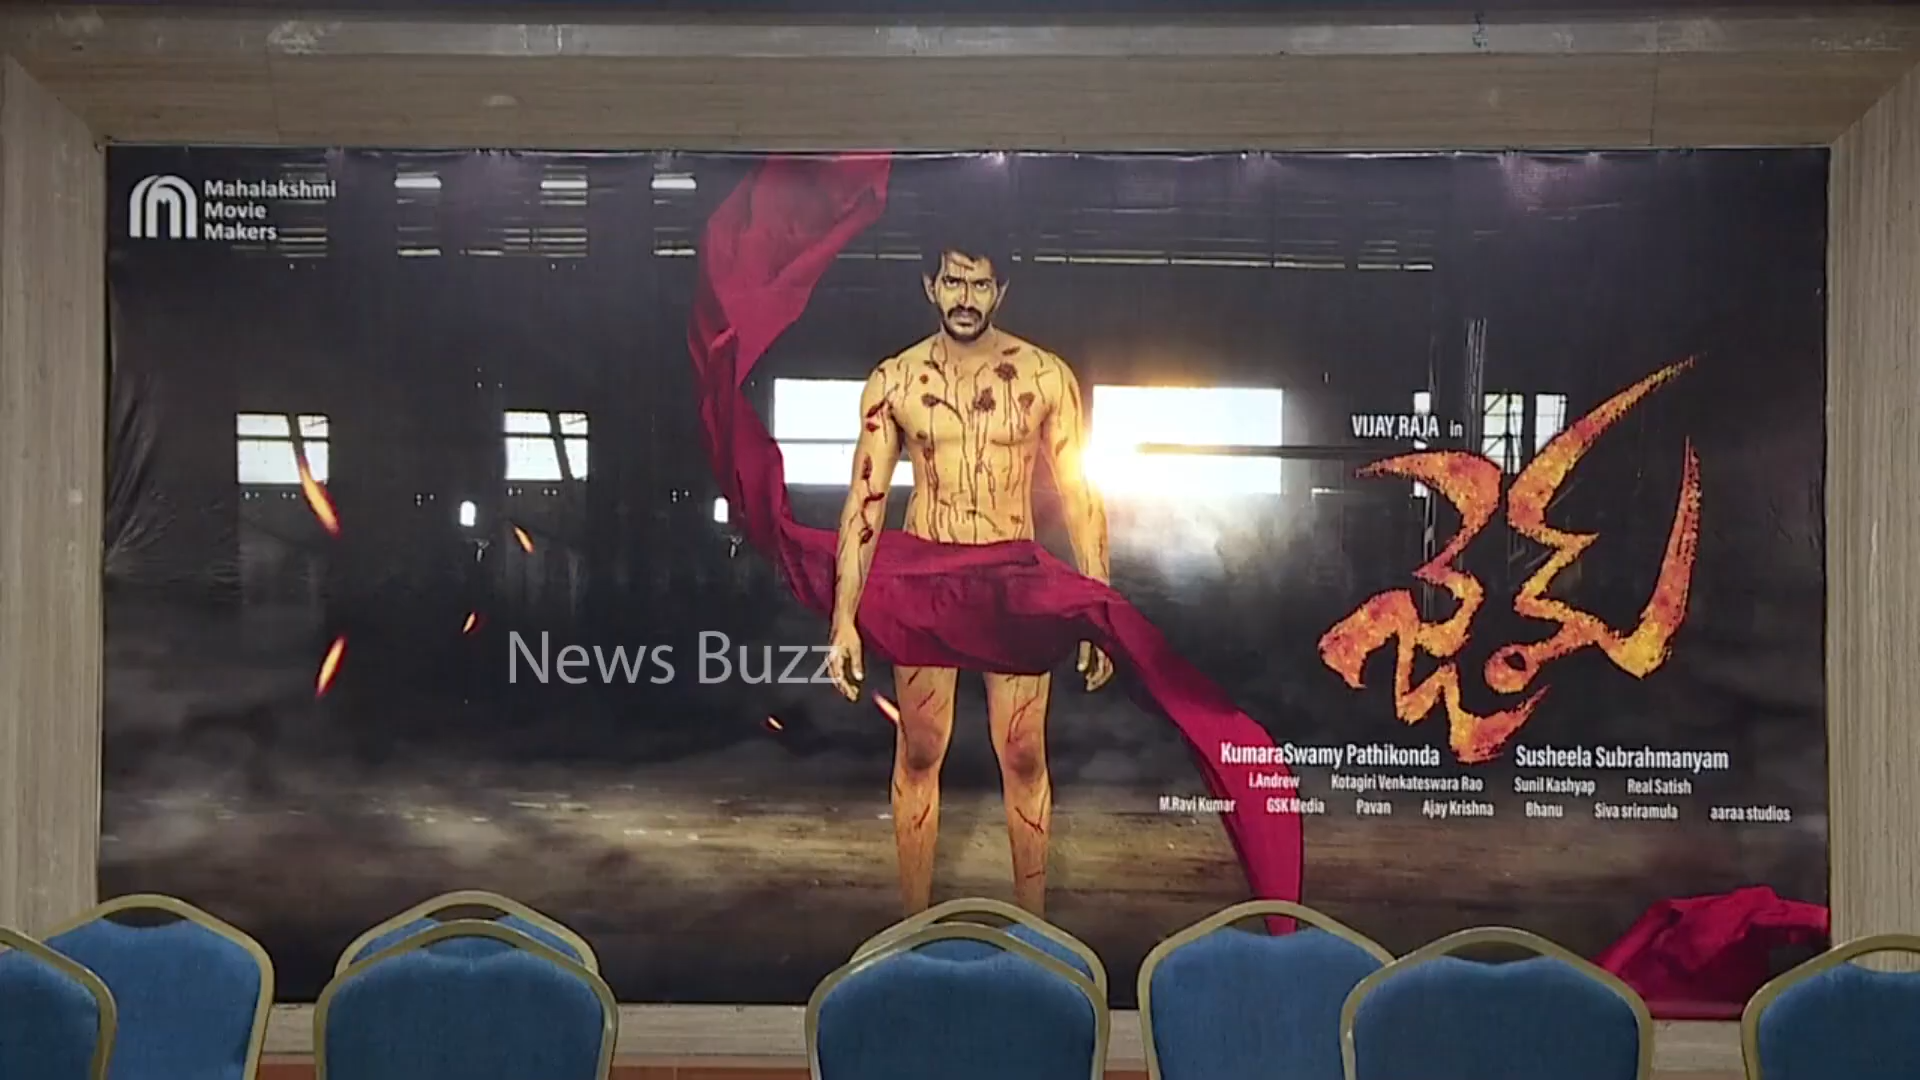 Mahalakshmi
Movie
Makers
VIJAY RAJA in
జెమ్
News Buzz
KumaraSwamy Pathikonda Susheela Subrahmanyam
I.Andrew Kotagiri Venkateswara Rao Sunil Kashyap Real Satish
M.Ravi Kumar GSK Media Pavan Ajay Krishna Bhanu Siva sriramula aaraa studios